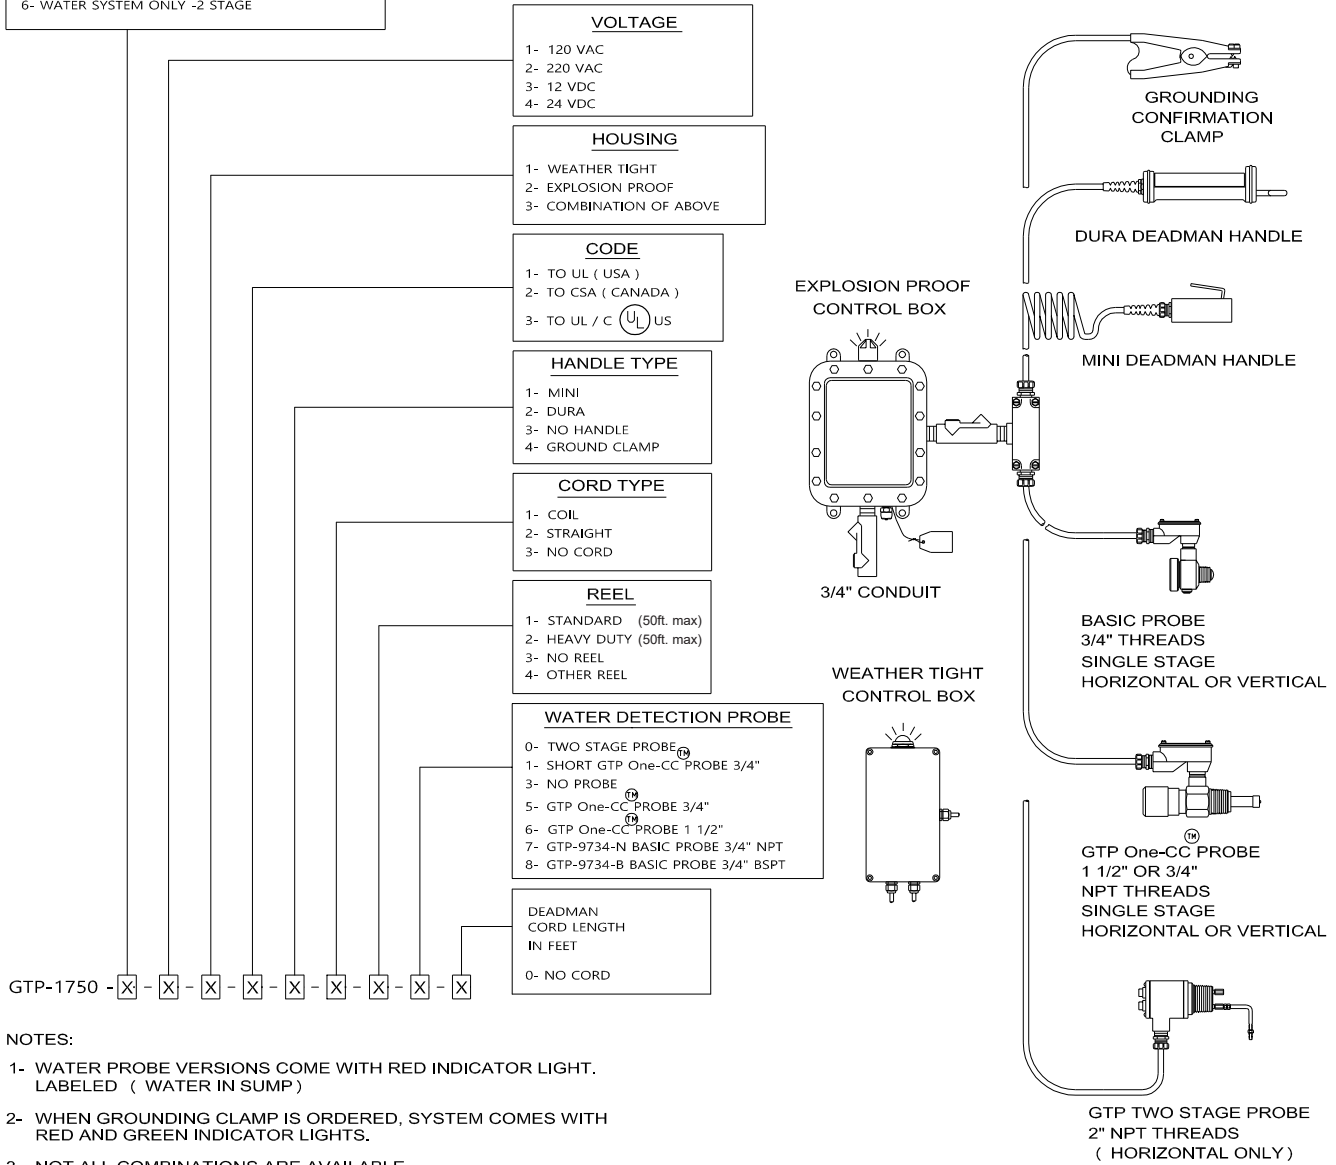 6- WATER SYSTEM ONLY -2 STAGE
VOLTAGE
1- 120 VAC
2- 220 VAC
3- 12 VDC
4- 24 VDC
HOUSING
1- WEATHER TIGHT
2- EXPLOSION PROOF
3- COMBINATION OF ABOVE
CODE
1- TO UL ( USA )
2- TO CSA ( CANADA )
3- TO UL / C UL US
HANDLE TYPE
1- MINI
2- DURA
3- NO HANDLE
4- GROUND CLAMP
CORD TYPE
1- COIL
2- STRAIGHT
3- NO CORD
REEL
1- STANDARD (50ft. max)
2- HEAVY DUTY (50ft. max)
3- NO REEL
4- OTHER REEL
WATER DETECTION PROBE
0- TWO STAGE PROBE
1- SHORT GTP One-CC™ PROBE 3/4"
3- NO PROBE
5- GTP One-CC™ PROBE 3/4"
6- GTP One-CC™ PROBE 1 1/2"
7- GTP-9734-N BASIC PROBE 3/4" NPT
8- GTP-9734-B BASIC PROBE 3/4" BSPT
DEADMAN
CORD LENGTH
IN FEET
0- NO CORD
GTP-1750 - X - X - X - X - X - X - X - X - X
NOTES:
1- WATER PROBE VERSIONS COME WITH RED INDICATOR LIGHT.
LABELED ( WATER IN SUMP )
2- WHEN GROUNDING CLAMP IS ORDERED, SYSTEM COMES WITH
RED AND GREEN INDICATOR LIGHTS.
3- NOT ALL COMBINATIONS ARE AVAILABLE
EXPLOSION PROOF
CONTROL BOX
3/4" CONDUIT
WEATHER TIGHT
CONTROL BOX
GROUNDING
CONFIRMATION
CLAMP
DURA DEADMAN HANDLE
MINI DEADMAN HANDLE
BASIC PROBE
3/4" THREADS
SINGLE STAGE
HORIZONTAL OR VERTICAL
GTP One-CC™ PROBE
1 1/2" OR 3/4"
NPT THREADS
SINGLE STAGE
HORIZONTAL OR VERTICAL
GTP TWO STAGE PROBE
2" NPT THREADS
( HORIZONTAL ONLY )